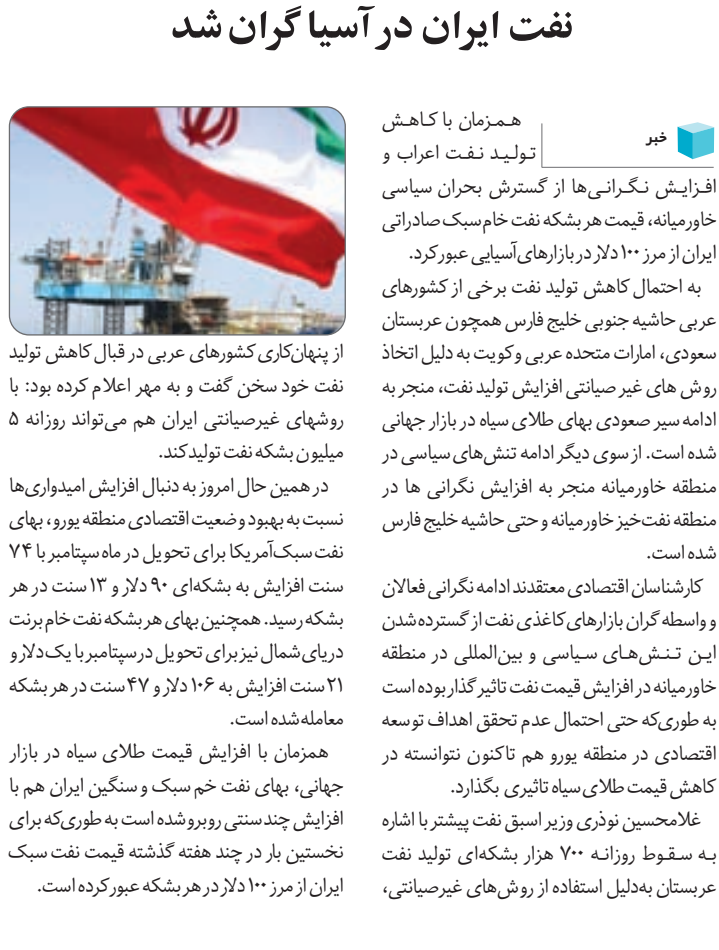 نفت ایران در آسیا گران شد
خبر
همزمان با کاهش
تولید نفت اعراب و
افزایش نگرانی‌ها از گسترش بحران سیاسی
خاورمیانه، قیمت هر بشکه نفت خام سبک صادراتی
ایران از مرز ۱۰۰ دلار در بازارهای آسیایی عبور کرد.
به احتمال کاهش تولید نفت برخی از کشورهای
عربی حاشیه جنوبی خلیج فارس همچون عربستان
سعودی، امارات متحده عربی و کویت به دلیل اتخاذ
روش های غیر صیانتی افزایش تولید نفت، منجر به
ادامه سیر صعودی بهای طلای سیاه در بازار جهانی
شده است. از سوی دیگر ادامه تنش‌های سیاسی در
منطقه خاورمیانه منجر به افزایش نگرانی ها در
منطقه نفت‌خیز خاورمیانه و حتی حاشیه خلیج فارس
شده است.
کارشناسان اقتصادی معتقدند ادامه نگرانی فعالان
و واسطه گران بازارهای کاغذی نفت از گسترده شدن
این تنش‌های سیاسی و بین‌المللی در منطقه
خاورمیانه در افزایش قیمت نفت تاثیر گذار بوده است
به طوری‌که حتی احتمال عدم تحقق اهداف توسعه
اقتصادی در منطقه یورو هم تاکنون نتوانسته در
کاهش قیمت طلای سیاه تاثیری بگذارد.
غلامحسین نوذری وزیر اسبق نفت پیشتر با اشاره
به سقوط روزانه ۷۰۰ هزار بشکه‌ای تولید نفت
عربستان به‌دلیل استفاده از روش‌های غیرصیانتی،
از پنهان‌کاری کشورهای عربی در قبال کاهش تولید
نفت خود سخن گفت و به مهر اعلام کرده بود: با
روشهای غیرصیانتی ایران هم می‌تواند روزانه ۵
میلیون بشکه نفت تولید کند.
در همین حال امروز به دنبال افزایش امیدواری‌ها
نسبت به بهبود وضعیت اقتصادی منطقه یورو، بهای
نفت سبک آمریکا برای تحویل در ماه سپتامبر با ۷۴
سنت افزایش به بشکه‌ای ۹۰ دلار و ۱۳ سنت در هر
بشکه رسید. همچنین بهای هر بشکه نفت خام برنت
دریای شمال نیز برای تحویل در سپتامبر با یک دلار و
۲۱ سنت افزایش به ۱۰۶ دلار و ۴۷ سنت در هر بشکه
معامله شده است.
همزمان با افزایش قیمت طلای سیاه در بازار
جهانی، بهای نفت خم سبک و سنگین ایران هم با
افزایش چند سنتی روبرو شده است به طوری‌که برای
نخستین بار در چند هفته گذشته قیمت نفت سبک
ایران از مرز ۱۰۰ دلار در هر بشکه عبور کرده است.